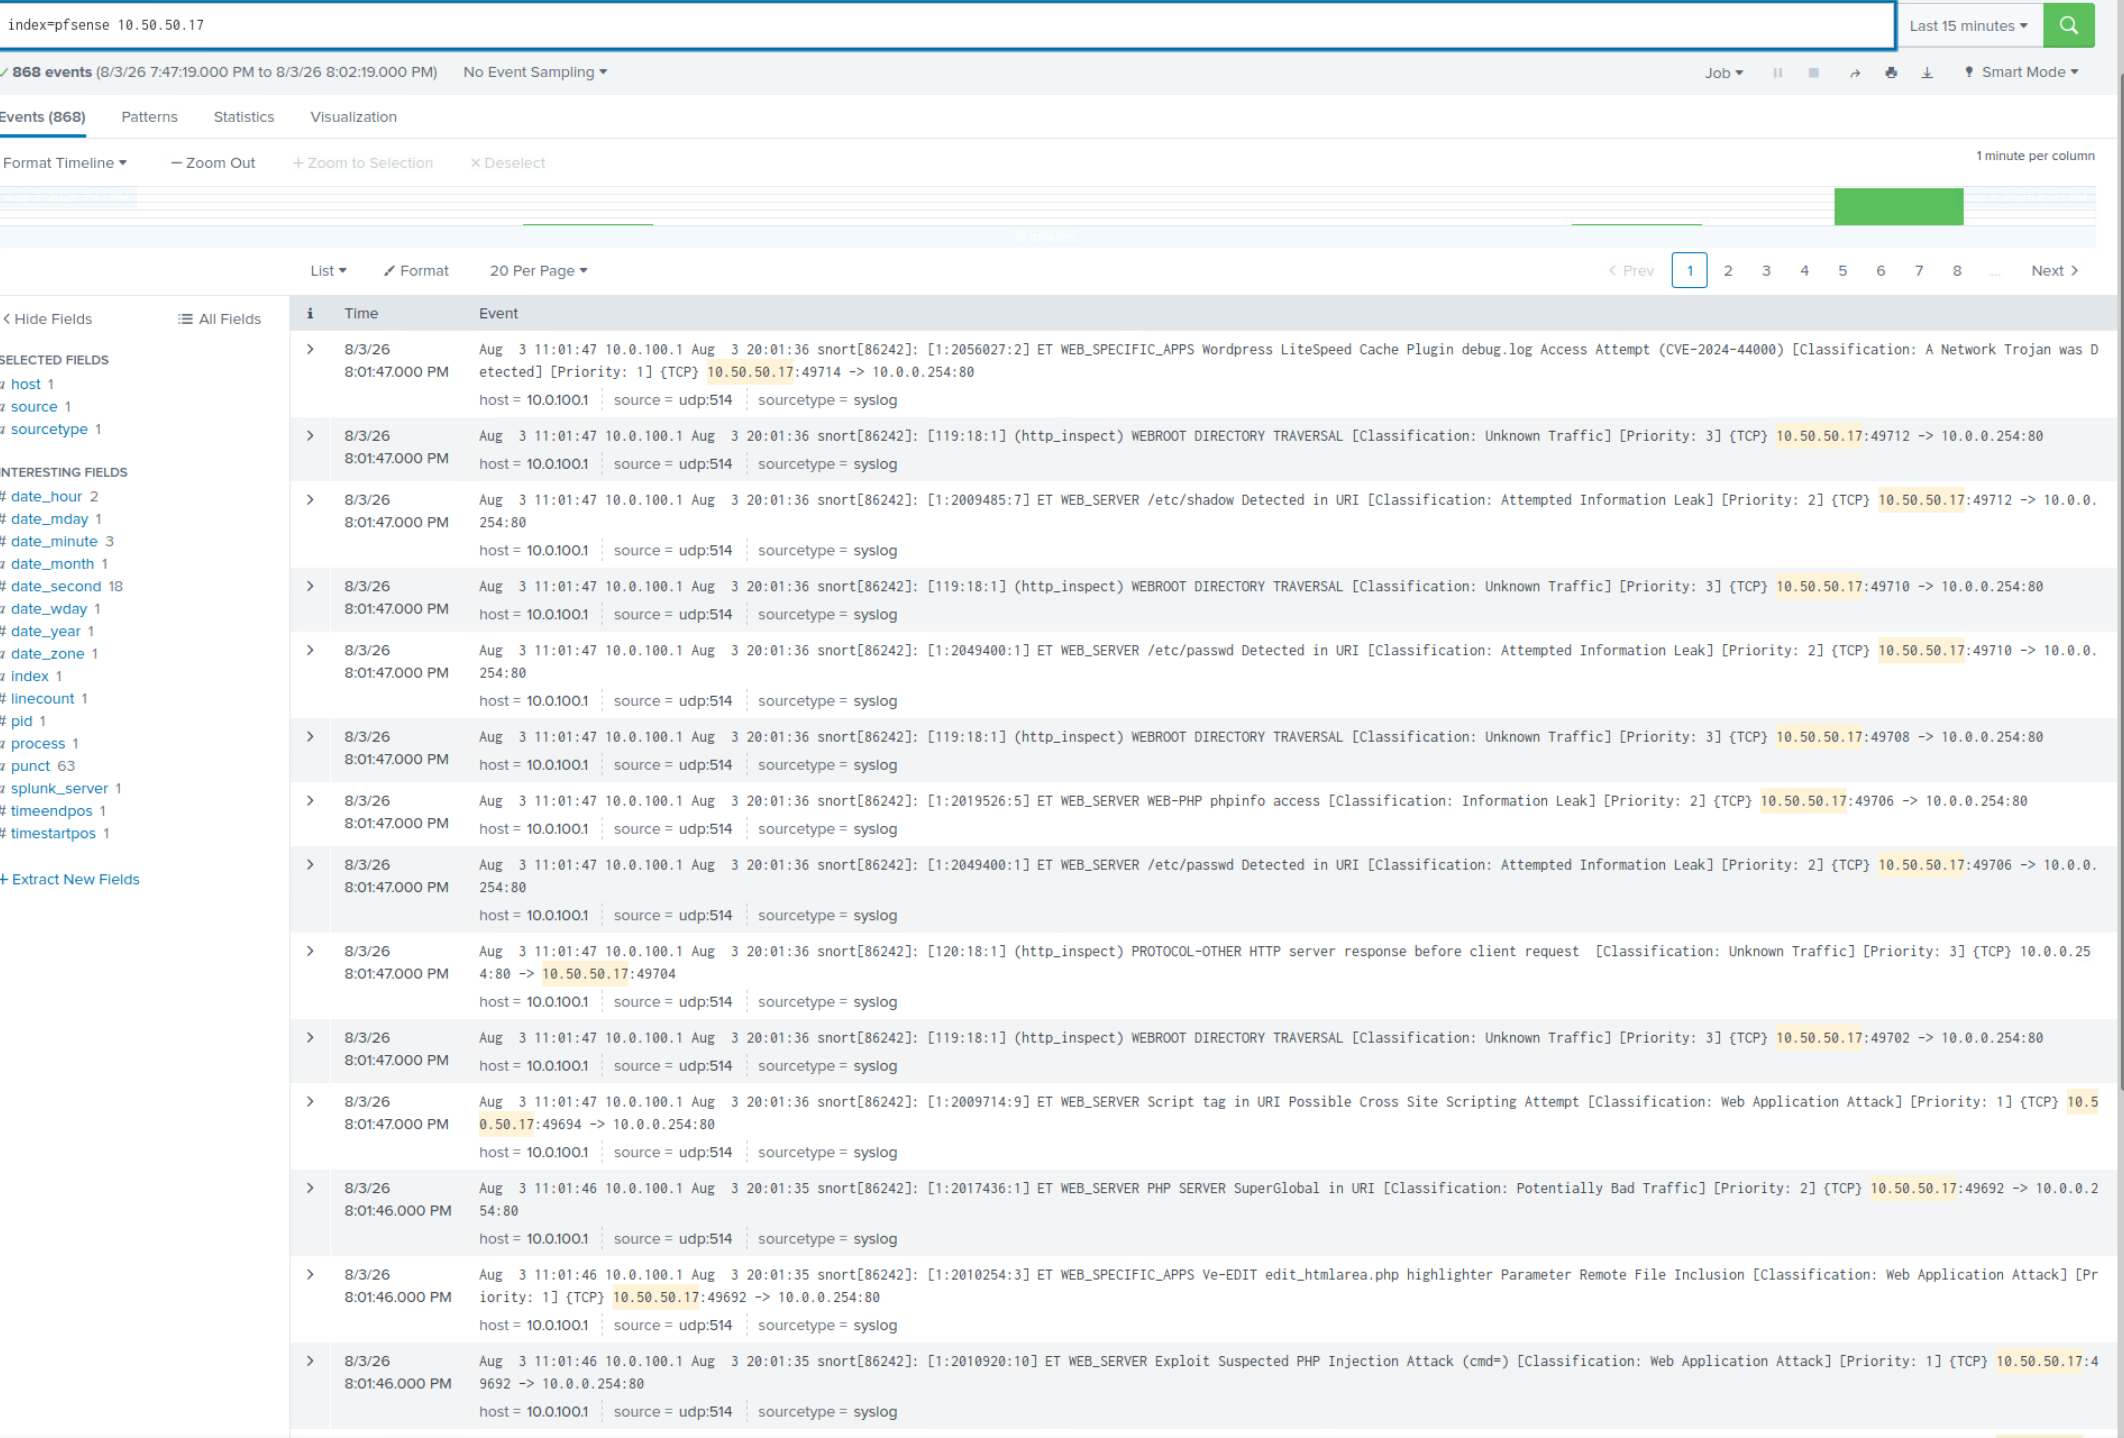 index=pfsense 10.50.50.17
Last 15 minutes
868 events (8/3/26 7:47:19.000 PM to 8/3/26 8:02:19.000 PM)
No Event Sampling
Job
Smart Mode
Events (868)
Patterns
Statistics
Visualization
Format Timeline
— Zoom Out
+ Zoom to Selection
× Deselect
1 minute per column
List
Format
20 Per Page
< Prev
1
2
3
4
5
6
7
8
...
Next >
< Hide Fields
All Fields
SELECTED FIELDS
a host 1
a source 1
a sourcetype 1
INTERESTING FIELDS
# date_hour 2
# date_mday 1
# date_minute 3
a date_month 1
# date_second 18
a date_wday 1
# date_year 1
a date_zone 1
a index 1
# linecount 1
# pid 1
a process 1
a punct 63
a splunk_server 1
# timeendpos 1
# timestartpos 1
+ Extract New Fields
i Time Event
8/3/26
8:01:47.000 PM
Aug  3 11:01:47 10.0.100.1 Aug  3 20:01:36 snort[86242]: [1:2056027:2] ET WEB_SPECIFIC_APPS Wordpress LiteSpeed Cache Plugin debug.log Access Attempt (CVE-2024-44000) [Classification: A Network Trojan was D
etected] [Priority: 1] {TCP} 10.50.50.17:49714 -> 10.0.0.254:80
host = 10.0.100.1 source = udp:514 sourcetype = syslog
8/3/26
8:01:47.000 PM
Aug  3 11:01:47 10.0.100.1 Aug  3 20:01:36 snort[86242]: [119:18:1] (http_inspect) WEBROOT DIRECTORY TRAVERSAL [Classification: Unknown Traffic] [Priority: 3] {TCP} 10.50.50.17:49712 -> 10.0.0.254:80
host = 10.0.100.1 source = udp:514 sourcetype = syslog
8/3/26
8:01:47.000 PM
Aug  3 11:01:47 10.0.100.1 Aug  3 20:01:36 snort[86242]: [1:2009485:7] ET WEB_SERVER /etc/shadow Detected in URI [Classification: Attempted Information Leak] [Priority: 2] {TCP} 10.50.50.17:49712 -> 10.0.0.
254:80
host = 10.0.100.1 source = udp:514 sourcetype = syslog
8/3/26
8:01:47.000 PM
Aug  3 11:01:47 10.0.100.1 Aug  3 20:01:36 snort[86242]: [119:18:1] (http_inspect) WEBROOT DIRECTORY TRAVERSAL [Classification: Unknown Traffic] [Priority: 3] {TCP} 10.50.50.17:49710 -> 10.0.0.254:80
host = 10.0.100.1 source = udp:514 sourcetype = syslog
8/3/26
8:01:47.000 PM
Aug  3 11:01:47 10.0.100.1 Aug  3 20:01:36 snort[86242]: [1:2049400:1] ET WEB_SERVER /etc/passwd Detected in URI [Classification: Attempted Information Leak] [Priority: 2] {TCP} 10.50.50.17:49710 -> 10.0.0.
254:80
host = 10.0.100.1 source = udp:514 sourcetype = syslog
8/3/26
8:01:47.000 PM
Aug  3 11:01:47 10.0.100.1 Aug  3 20:01:36 snort[86242]: [119:18:1] (http_inspect) WEBROOT DIRECTORY TRAVERSAL [Classification: Unknown Traffic] [Priority: 3] {TCP} 10.50.50.17:49708 -> 10.0.0.254:80
host = 10.0.100.1 source = udp:514 sourcetype = syslog
8/3/26
8:01:47.000 PM
Aug  3 11:01:47 10.0.100.1 Aug  3 20:01:36 snort[86242]: [1:2019526:5] ET WEB_SERVER WEB-PHP phpinfo access [Classification: Information Leak] [Priority: 2] {TCP} 10.50.50.17:49706 -> 10.0.0.254:80
host = 10.0.100.1 source = udp:514 sourcetype = syslog
8/3/26
8:01:47.000 PM
Aug  3 11:01:47 10.0.100.1 Aug  3 20:01:36 snort[86242]: [1:2049400:1] ET WEB_SERVER /etc/passwd Detected in URI [Classification: Attempted Information Leak] [Priority: 2] {TCP} 10.50.50.17:49706 -> 10.0.0.
254:80
host = 10.0.100.1 source = udp:514 sourcetype = syslog
8/3/26
8:01:47.000 PM
Aug  3 11:01:47 10.0.100.1 Aug  3 20:01:36 snort[86242]: [120:18:1] (http_inspect) PROTOCOL-OTHER HTTP server response before client request  [Classification: Unknown Traffic] [Priority: 3] {TCP} 10.0.0.25
4:80 -> 10.50.50.17:49704
host = 10.0.100.1 source = udp:514 sourcetype = syslog
8/3/26
8:01:47.000 PM
Aug  3 11:01:47 10.0.100.1 Aug  3 20:01:36 snort[86242]: [119:18:1] (http_inspect) WEBROOT DIRECTORY TRAVERSAL [Classification: Unknown Traffic] [Priority: 3] {TCP} 10.50.50.17:49702 -> 10.0.0.254:80
host = 10.0.100.1 source = udp:514 sourcetype = syslog
8/3/26
8:01:47.000 PM
Aug  3 11:01:47 10.0.100.1 Aug  3 20:01:36 snort[86242]: [1:2009714:9] ET WEB_SERVER Script tag in URI Possible Cross Site Scripting Attempt [Classification: Web Application Attack] [Priority: 1] {TCP} 10.5
0.50.17:49694 -> 10.0.0.254:80
host = 10.0.100.1 source = udp:514 sourcetype = syslog
8/3/26
8:01:46.000 PM
Aug  3 11:01:46 10.0.100.1 Aug  3 20:01:35 snort[86242]: [1:2017436:1] ET WEB_SERVER PHP SERVER SuperGlobal in URI [Classification: Potentially Bad Traffic] [Priority: 2] {TCP} 10.50.50.17:49692 -> 10.0.0.2
54:80
host = 10.0.100.1 source = udp:514 sourcetype = syslog
8/3/26
8:01:46.000 PM
Aug  3 11:01:46 10.0.100.1 Aug  3 20:01:35 snort[86242]: [1:2010254:3] ET WEB_SPECIFIC_APPS Ve-EDIT edit_htmlarea.php highlighter Parameter Remote File Inclusion [Classification: Web Application Attack] [Pr
iority: 1] {TCP} 10.50.50.17:49692 -> 10.0.0.254:80
host = 10.0.100.1 source = udp:514 sourcetype = syslog
8/3/26
8:01:46.000 PM
Aug  3 11:01:46 10.0.100.1 Aug  3 20:01:35 snort[86242]: [1:2010920:10] ET WEB_SERVER Exploit Suspected PHP Injection Attack (cmd=) [Classification: Web Application Attack] [Priority: 1] {TCP} 10.50.50.17:4
9692 -> 10.0.0.254:80
host = 10.0.100.1 source = udp:514 sourcetype = syslog